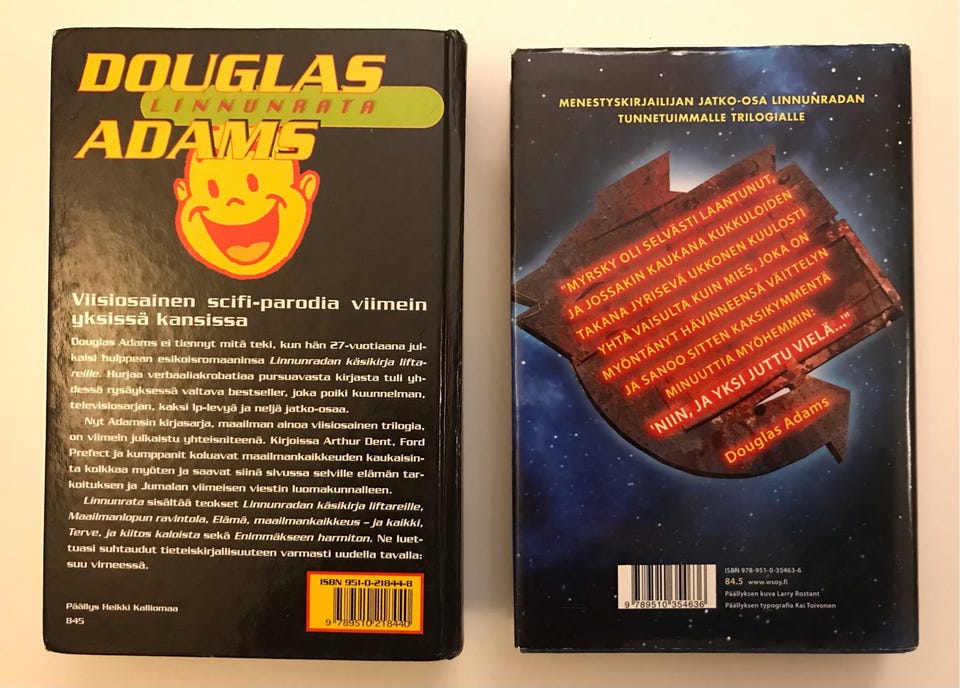 DOUGLAS
LINNUNRATA
ADAMS
Viisiosainen scifi-parodia viimein
yksissä kansissa
Douglas Adams ei tiennyt mitä teki, kun hän 27-vuotiaana jul-
kaisi hulppean esikoisromaaninsa Linnunradan käsikirja lifta-
reille. Hurjaa verbaaliakrobatiaa pursuavasta kirjasta tuli yh-
dessä rysäyksessä valtava bestseller, joka poiki kuunnelman,
televisiosarjan, kaksi lp-levyä ja neljä jatko-osaa.
Nyt Adamsin kirjasarja, maailman ainoa viisiosainen trilogia,
on viimein julkaistu yhteisniteenä. Kirjoissa Arthur Dent, Ford
Prefect ja kumppanit koluavat maailmankaikkeuden kaukaisin-
ta kolkkaa myöten ja saavat siinä sivussa selville elämän tar-
koituksen ja Jumalan viimeisen viestin luomakunnalleen.
Linnunrata sisältää teokset Linnunradan käsikirja liftareille,
Maailmanlopun ravintola, Elämä, maailmankaikkeus – ja kaikki,
Terve, ja kiitos kaloista sekä Enimmäkseen harmiton. Ne luet-
tuasi suhtaudut tieteiskirjallisuuteen varmasti uudella tavalla:
suu virneessä.
Päällys Heikki Kalliomaa
845
ISBN 951-0-21844-8
9 789510 218440
MENESTYSKIRJAILIJAN JATKO-OSA LINNUNRADAN
TUNNETUIMMALLE TRILOGIALLE
"MYRSKY OLI SELVÄSTI LAANTUNUT,
JA JOSSAKIN KAUKANA KUKKULOIDEN
TAKANA JYRISEVÄ UKKONEN KUULOSTI
YHTÄ VAISULTA KUIN MIES, JOKA ON
MYÖNTÄNYT HÄVINNEENSÄ VÄITTELYN
JA SANOO SITTEN KAKSIKYMMENTÄ
MINUUTTIA MYÖHEMMIN:
'NIIN, JA YKSI JUTTU VIELÄ...'"
Douglas Adams
ISBN 978-951-0-35463-6
84.5 www.wsoy.fi
Päällyksen kuva Larry Rostant
Päällyksen typografia Kai Toivonen
9 789510 354636